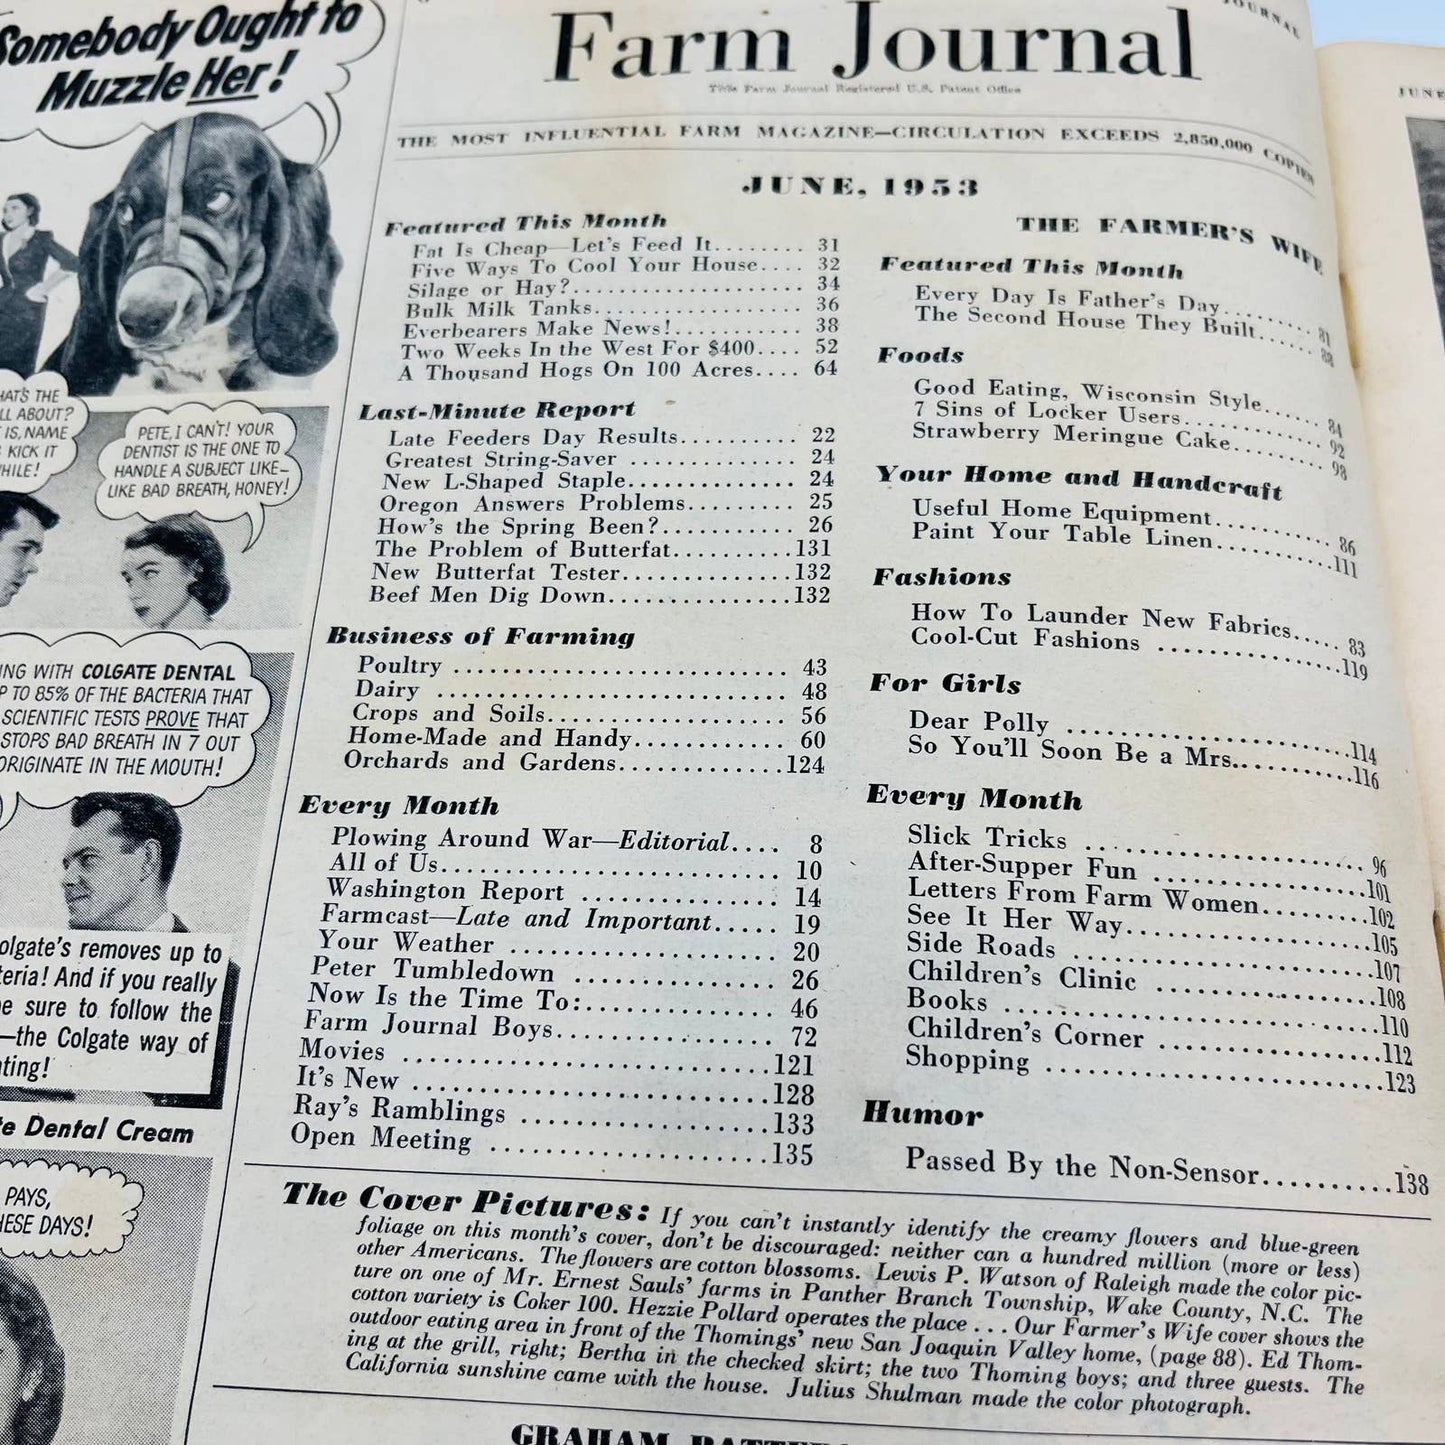 Somebody Ought to
Muzzle Her!
PETE, I CAN'T! YOUR
DENTIST IS THE ONE TO
HANDLE A SUBJECT LIKE–
LIKE BAD BREATH, HONEY!
THE
ALL ABOUT?
IS, NAME
KICK IT
WHILE!
WITH COLGATE DENTAL
UP TO 85% OF THE BACTERIA THAT
SCIENTIFIC TESTS PROVE THAT
STOPS BAD BREATH IN 7 OUT
ORIGINATE IN THE MOUTH!
Colgate's removes up to
bacteria! And if you really
sure to follow the
—the Colgate way of
Dental Cream
PAYS,
THESE DAYS!
JOURNAL
Farm Journal
Title Farm Journal Registered U.S. Patent Office
THE MOST INFLUENTIAL FARM MAGAZINE—CIRCULATION EXCEEDS 2,850,000 COPIES
JUNE, 1953
Featured This Month
Fat Is Cheap—Let's Feed It........ 31
Five Ways To Cool Your House.... 32
Silage or Hay?..................... 34
Bulk Milk Tanks................... 36
Everbearers Make News!........... 38
Two Weeks In the West For $400.... 52
A Thousand Hogs On 100 Acres.... 64
Last-Minute Report
Late Feeders Day Results.......... 22
Greatest String-Saver .............. 24
New L-Shaped Staple.............. 24
Oregon Answers Problems......... 25
How's the Spring Been?........... 26
The Problem of Butterfat..........131
New Butterfat Tester..............132
Beef Men Dig Down...............132
Business of Farming
Poultry ........................... 43
Dairy ............................ 48
Crops and Soils................... 56
Home-Made and Handy............ 60
Orchards and Gardens.............124
Every Month
Plowing Around War—Editorial.... 8
All of Us.......................... 10
Washington Report ............... 14
Farmcast—Late and Important..... 19
Your Weather .................... 20
Peter Tumbledown ............... 26
Now Is the Time To:.............. 46
Farm Journal Boys................ 72
Movies ...........................121
It's New ..........................128
Ray's Ramblings ..................133
Open Meeting ....................135
THE FARMER'S WIFE
Featured This Month
Every Day Is Father's Day......... 81
The Second House They Built...... 88
Foods
Good Eating, Wisconsin Style...... 84
7 Sins of Locker Users............ 92
Strawberry Meringue Cake......... 98
Your Home and Handcraft
Useful Home Equipment........... 86
Paint Your Table Linen...........111
Fashions
How To Launder New Fabrics..... 83
Cool-Cut Fashions ................119
For Girls
Dear Polly .......................114
So You'll Soon Be a Mrs...........116
Every Month
Slick Tricks ...................... 96
After-Supper Fun .................101
Letters From Farm Women.........102
See It Her Way...................105
Side Roads .......................107
Children's Clinic .................108
Books ............................110
Children's Corner .................112
Shopping .........................123
Humor
Passed By the Non-Sensor..........138
The Cover Pictures: If you can't instantly identify the creamy flowers and blue-green
foliage on this month's cover, don't be discouraged: neither can a hundred million (more or less)
other Americans. The flowers are cotton blossoms. Lewis P. Watson of Raleigh made the color pic-
ture on one of Mr. Ernest Sauls' farms in Panther Branch Township, Wake County, N.C. The
cotton variety is Coker 100. Hezzie Pollard operates the place . . . Our Farmer's Wife cover shows the
outdoor eating area in front of the Thomings' new San Joaquin Valley home, (page 88). Ed Thom-
ing at the grill, right; Bertha in the checked skirt; the two Thoming boys; and three guests. The
California sunshine came with the house. Julius Shulman made the color photograph.
GRAHAM
JUNE